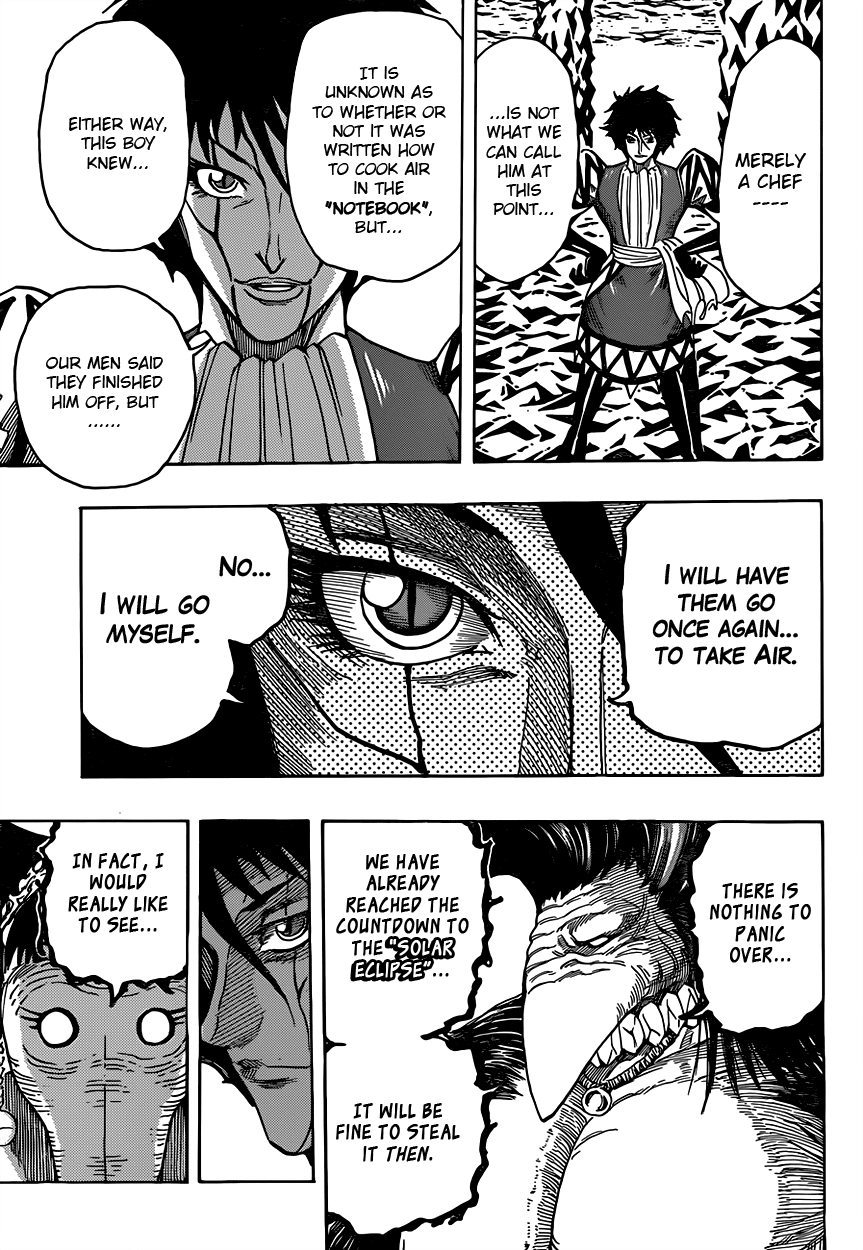 MERELY
A CHEF
----
...IS NOT
WHAT WE
CAN CALL
HIM AT
THIS
POINT...
IT IS
UNKNOWN AS
TO WHETHER OR
NOT IT WAS
WRITTEN HOW
TO COOK AIR
IN THE
"NOTEBOOK",
BUT...
EITHER WAY,
THIS BOY
KNEW...
OUR MEN SAID
THEY FINISHED
HIM OFF, BUT
......
I WILL HAVE
THEM GO
ONCE AGAIN...
TO TAKE AIR.
NO...
I WILL GO
MYSELF.
THERE IS
NOTHING TO
PANIC
OVER...
WE HAVE
ALREADY
REACHED THE
COUNTDOWN TO
THE "SOLAR
ECLIPSE"...
IT WILL BE
FINE TO STEAL
IT THEN.
IN FACT, I
WOULD
REALLY LIKE
TO SEE...